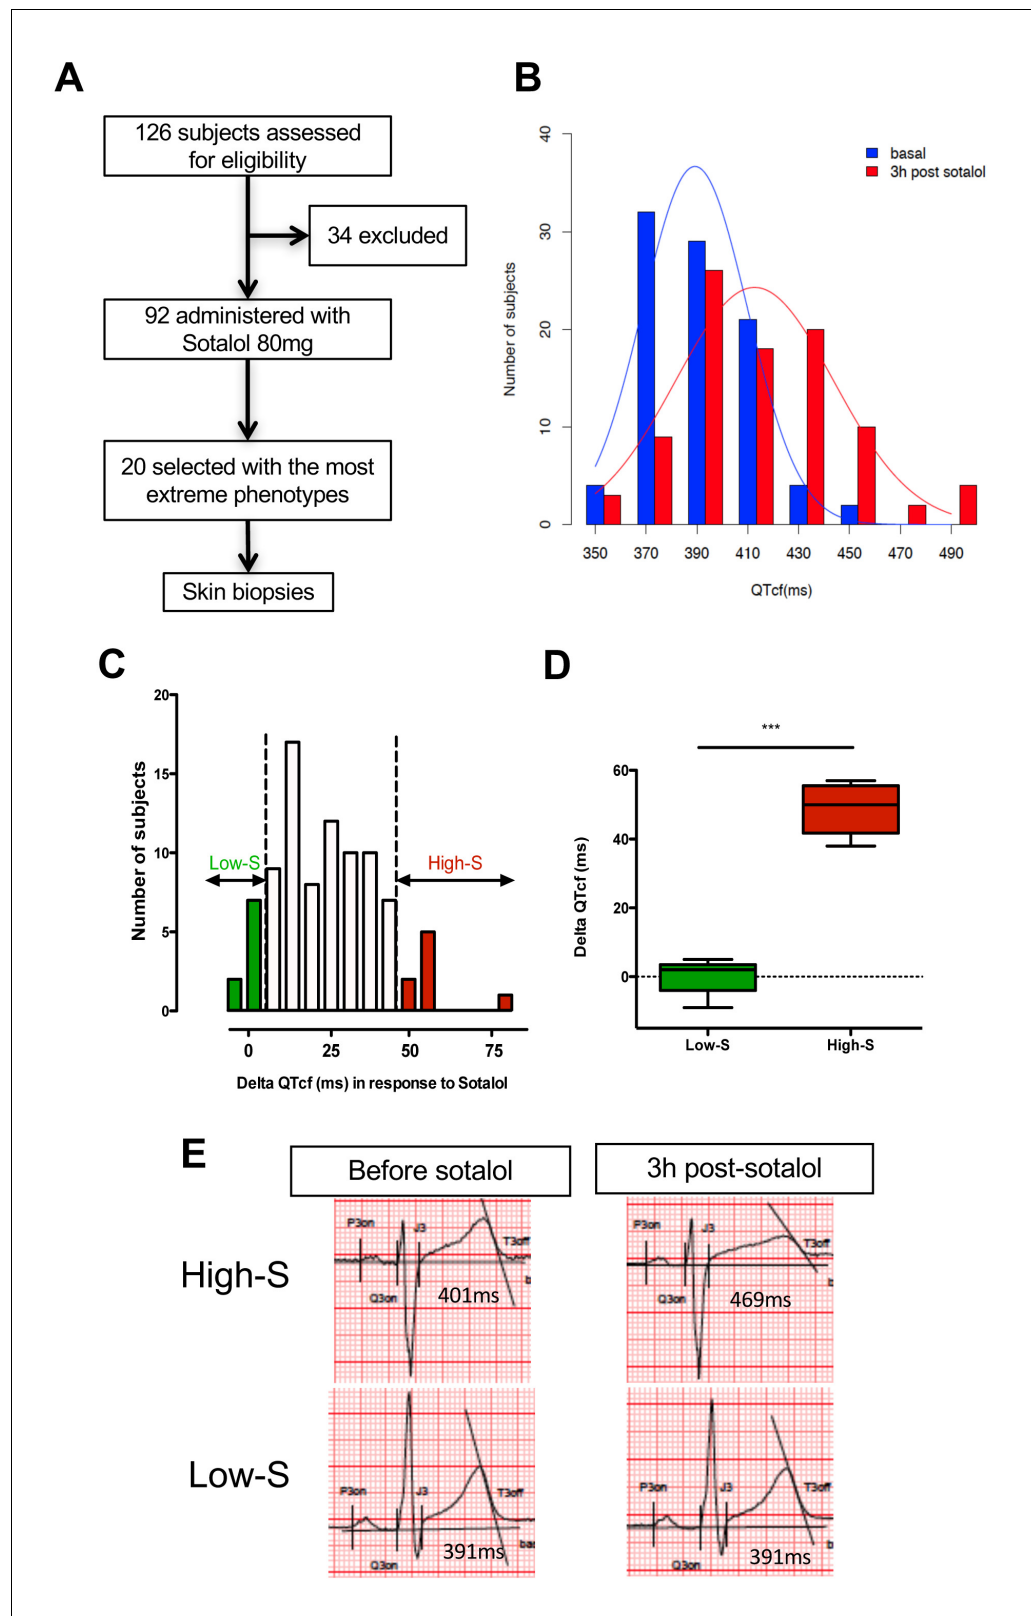 A
126 subjects assessed
for eligibility
34 excluded
92 administered with
Sotalol 80mg
20 selected with the most
extreme phenotypes
Skin biopsies
B
40
30
20
10
0
Number of subjects
basal
3h post sotalol
350 370 390 410 430 450 470 490
QTcf(ms)
C
20
15
10
5
0
Number of subjects
Low-S
High-S
0 25 50 75
Delta QTcf (ms) in response to Sotalol
D
***
60
40
20
0
Delta QTcf (ms)
Low-S High-S
E
Before sotalol
3h post-sotalol
High-S
P3on
J3
T3off
Q3on
401ms
b
P3on
J3
T3off
Q3on
469ms
b
Low-S
P3on
J3
T3off
Q3on
391ms
bas
P3on
J3
T3off
Q3on
391ms
b